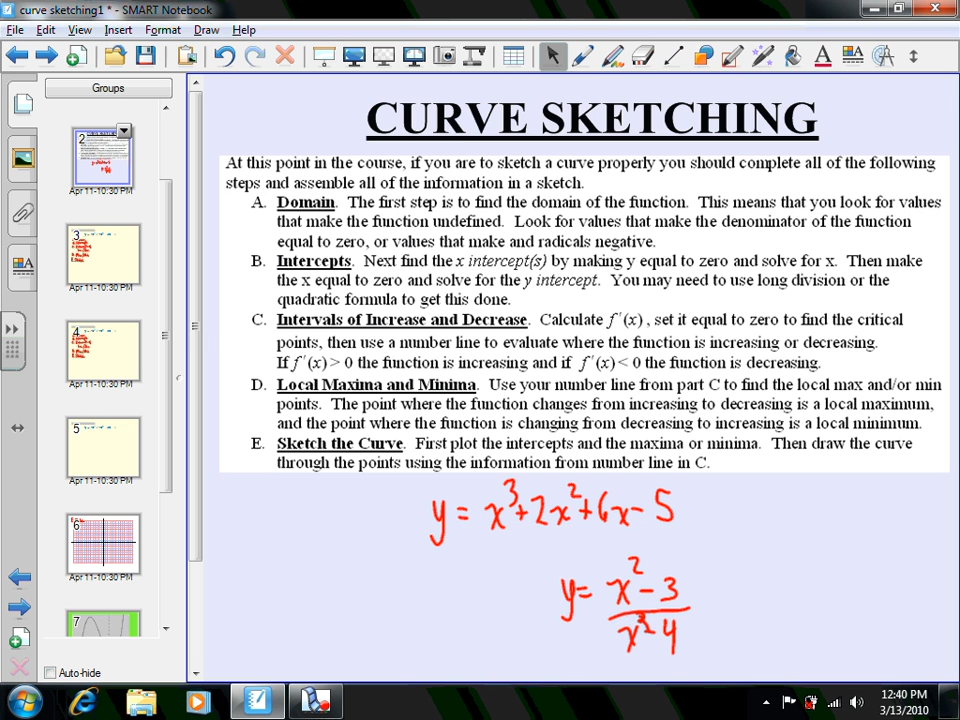 curve sketching1 * - SMART Notebook
File Edit View Insert Format Draw Help
Groups
2
Apr 11-10:30 PM
3
Apr 11-10:30 PM
4
Apr 11-10:30 PM
5
Apr 11-10:30 PM
6
Apr 11-10:30 PM
7
Auto-hide
CURVE SKETCHING
At this point in the course, if you are to sketch a curve properly you should complete all of the following
steps and assemble all of the information in a sketch.
A. Domain. The first step is to find the domain of the function. This means that you look for values
that make the function undefined. Look for values that make the denominator of the function
equal to zero, or values that make and radicals negative.
B. Intercepts. Next find the x intercept(s) by making y equal to zero and solve for x. Then make
the x equal to zero and solve for the y intercept. You may need to use long division or the
quadratic formula to get this done.
C. Intervals of Increase and Decrease. Calculate f′(x), set it equal to zero to find the critical
points, then use a number line to evaluate where the function is increasing or decreasing.
If f′(x) > 0 the function is increasing and if f′(x) < 0 the function is decreasing.
D. Local Maxima and Minima. Use your number line from part C to find the local max and/or min
points. The point where the function changes from increasing to decreasing is a local maximum,
and the point where the function is changing from decreasing to increasing is a local minimum.
E. Sketch the Curve. First plot the intercepts and the maxima or minima. Then draw the curve
through the points using the information from number line in C.
y = x³+2x²+6x-5
y= x²-3
x²-4
12:40 PM
3/13/2010